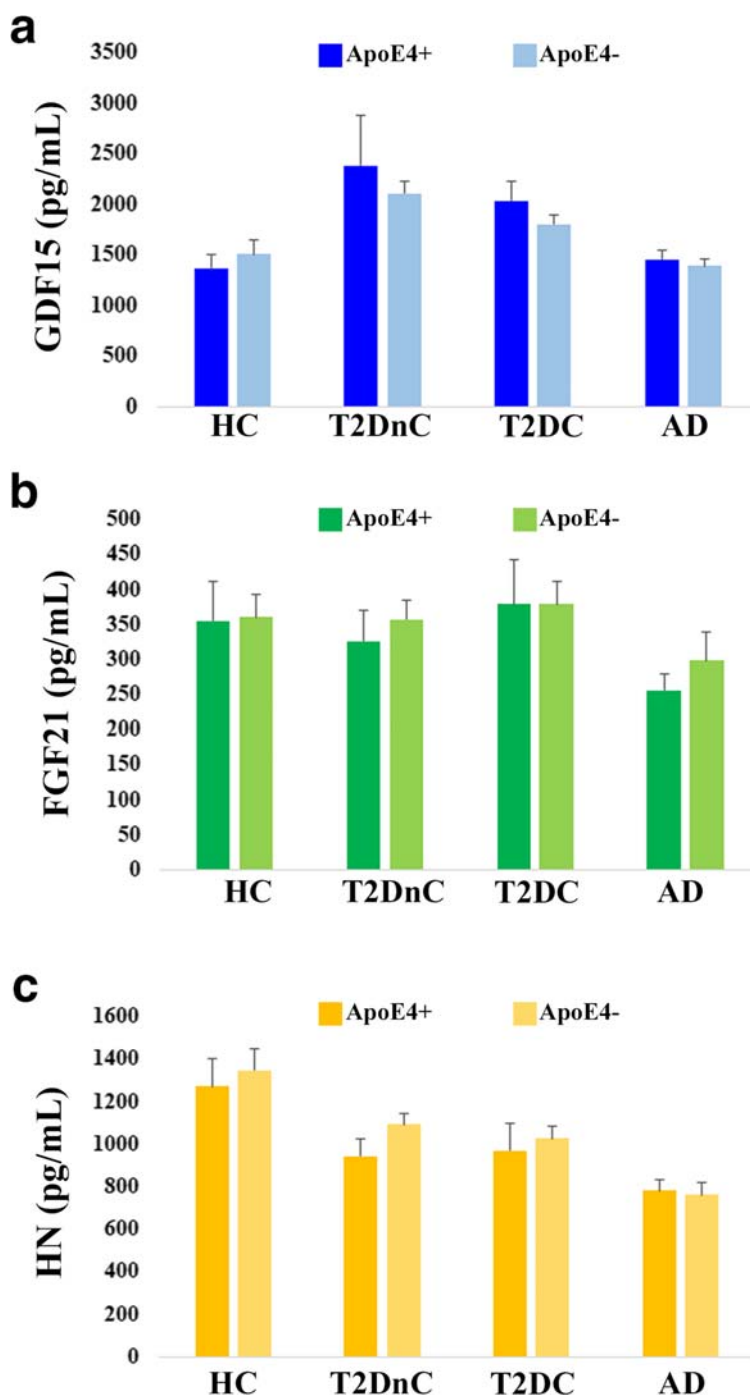 a
GDF15 (pg/mL)
ApoE4+ ApoE4-
3500
3000
2500
2000
1500
1000
500
0
HC T2DnC T2DC AD
b
FGF21 (pg/mL)
ApoE4+ ApoE4-
500
450
400
350
300
250
200
150
100
50
0
HC T2DnC T2DC AD
c
HN (pg/mL)
ApoE4+ ApoE4-
1600
1400
1200
1000
800
600
400
200
0
HC T2DnC T2DC AD